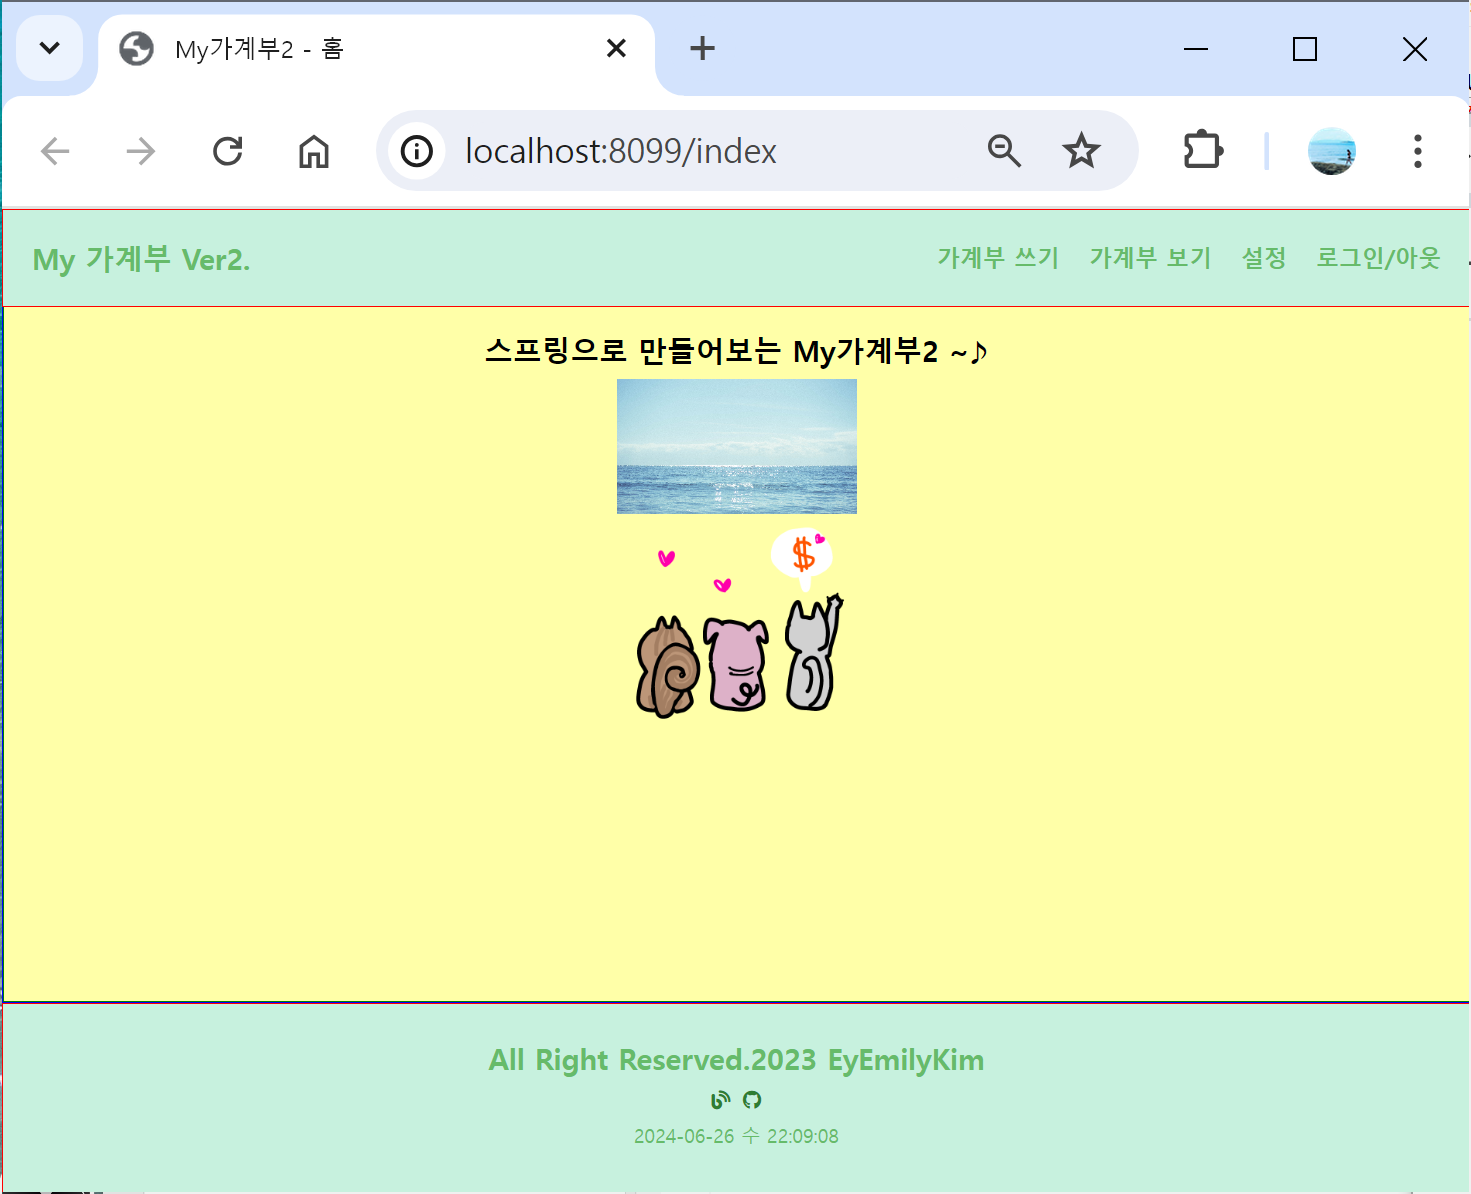 My가계부2 - 홈
localhost:8099/index
My 가계부 Ver2.
가계부 쓰기 가계부 보기 설정 로그인/아웃
스프링으로 만들어보는 My가계부2 ~♪
$
All Right Reserved.2023 EyEmilyKim
2024-06-26 수 22:09:08